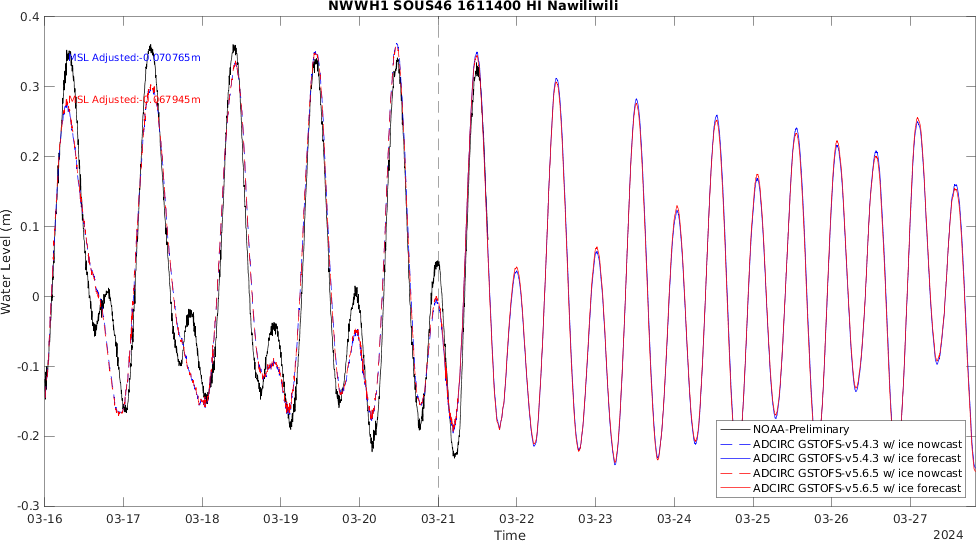 NWWH1 SOUS46 1611400 HI Nawiliwili
0.4
0.3
0.2
0.1
0
-0.1
-0.2
-0.3
Water Level (m)
MSL Adjusted:-0.070765m
MSL Adjusted:-0.067945m
NOAA-Preliminary
ADCIRC GSTOFS-v5.4.3 w/ ice nowcast
ADCIRC GSTOFS-v5.4.3 w/ ice forecast
ADCIRC GSTOFS-v5.6.5 w/ ice nowcast
ADCIRC GSTOFS-v5.6.5 w/ ice forecast
03-16 03-17 03-18 03-19 03-20 03-21 03-22 03-23 03-24 03-25 03-26 03-27
Time
2024